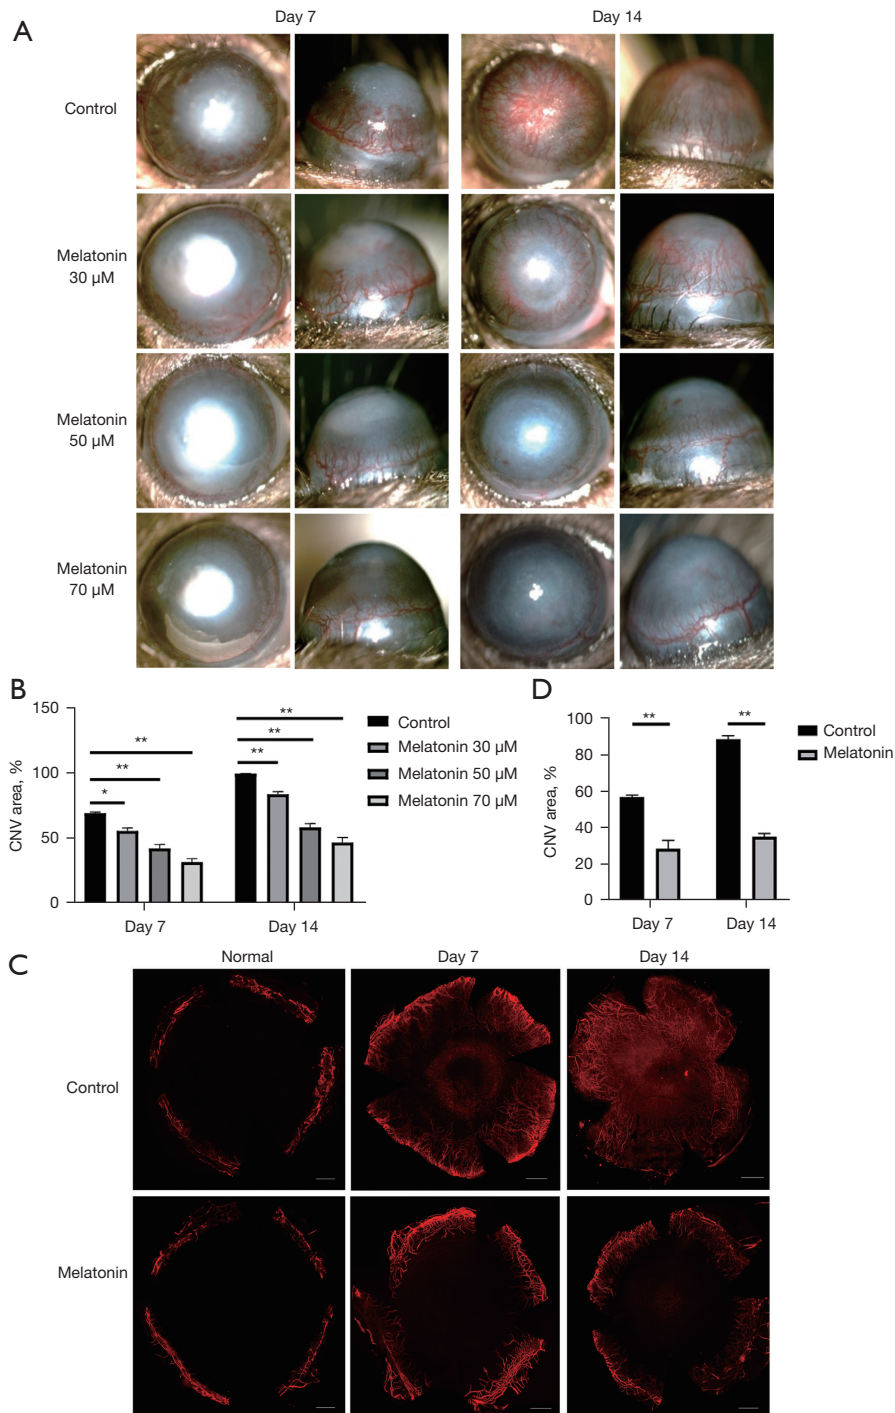 A
Day 7
Day 14
Control
Melatonin
30 µM
Melatonin
50 µM
Melatonin
70 µM
B
150
100
50
0
CNV area, %
**
**
*
**
**
**
Day 7
Day 14
Control
Melatonin 30 µM
Melatonin 50 µM
Melatonin 70 µM
D
100
80
60
40
20
0
CNV area, %
**
**
Day 7
Day 14
Control
Melatonin
C
Normal
Day 7
Day 14
Control
Melatonin